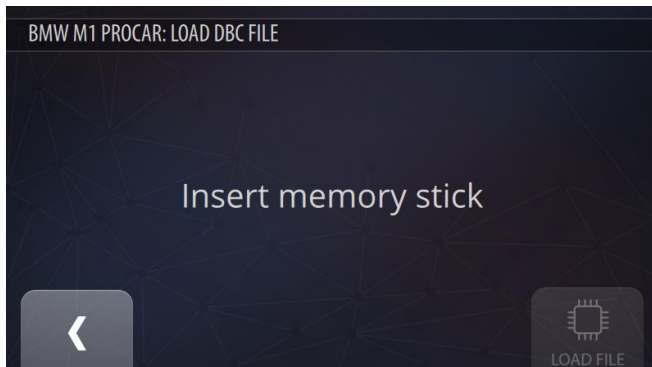 BMW M1 PROCAR: LOAD DBC FILE
Insert memory stick
LOAD FILE